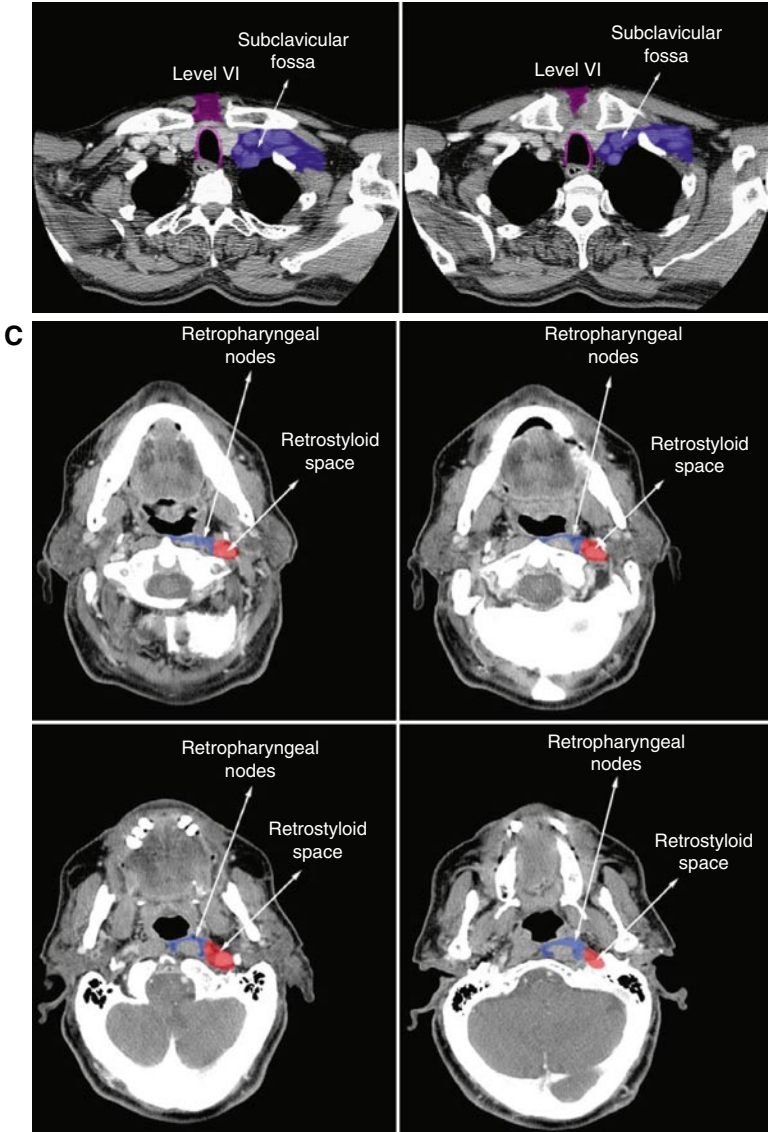 Subclavicular
fossa
Level VI
Subclavicular
fossa
Level VI
C
Retropharyngeal
nodes
Retrostyloid
space
Retropharyngeal
nodes
Retrostyloid
space
Retropharyngeal
nodes
Retrostyloid
space
Retropharyngeal
nodes
Retrostyloid
space